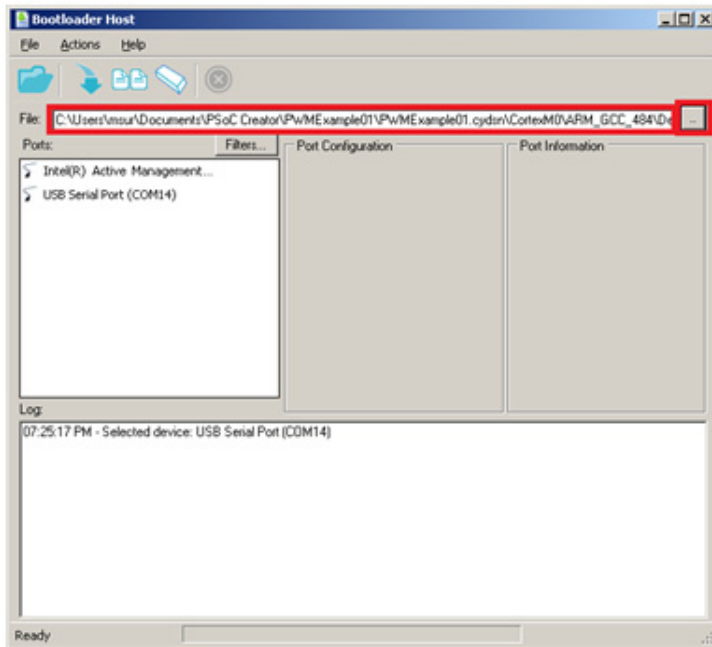 Bootloader Host
File Actions Help
File: C:\Users\msur\Documents\PSoC Creator\PWMExample01\PWMExample01.cydsn\CortexM0\ARM_GCC_484\De ...
Ports: Filters... Port Configuration Port Information
Intel(R) Active Management...
USB Serial Port (COM14)
Log:
07:25:17 PM - Selected device: USB Serial Port (COM14)
Ready